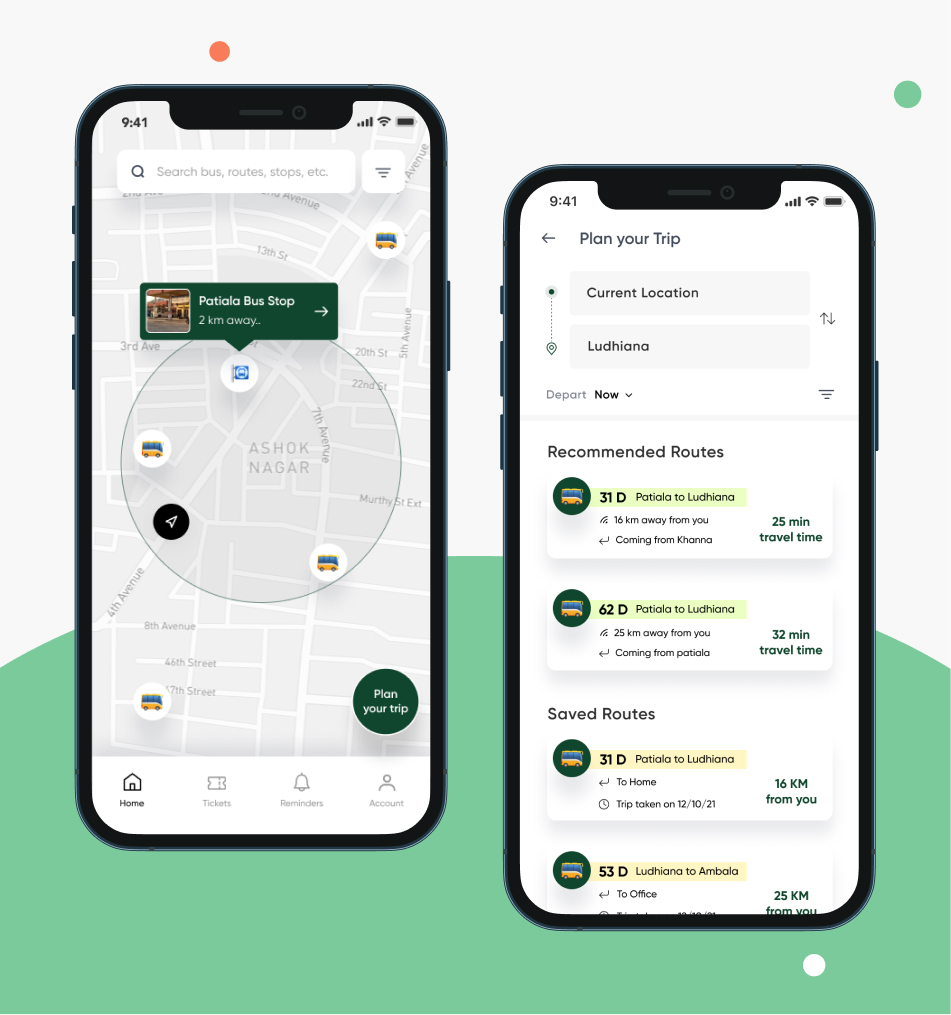 9:41
Search bus, routes, stops, etc.
2nd Avenue
13th St
Patiala Bus Stop
2 km away..
3rd Ave
20th St
5th Avenue
22nd St
7th Avenue
ASHOK
NAGAR
Murthy St Ext
4th Avenue
8th Avenue
46th Street
47th Street
Plan
your trip
Home
Tickets
Reminders
Account
9:41
Plan your Trip
Current Location
Ludhiana
Depart Now
Recommended Routes
31 D Patiala to Ludhiana
16 km away from you
Coming from Khanna
25 min
travel time
62 D Patiala to Ludhiana
25 km away from you
Coming from patiala
32 min
travel time
Saved Routes
31 D Patiala to Ludhiana
To Home
Trip taken on 12/10/21
16 KM
from you
53 D Ludhiana to Ambala
To Office
25 KM
from you